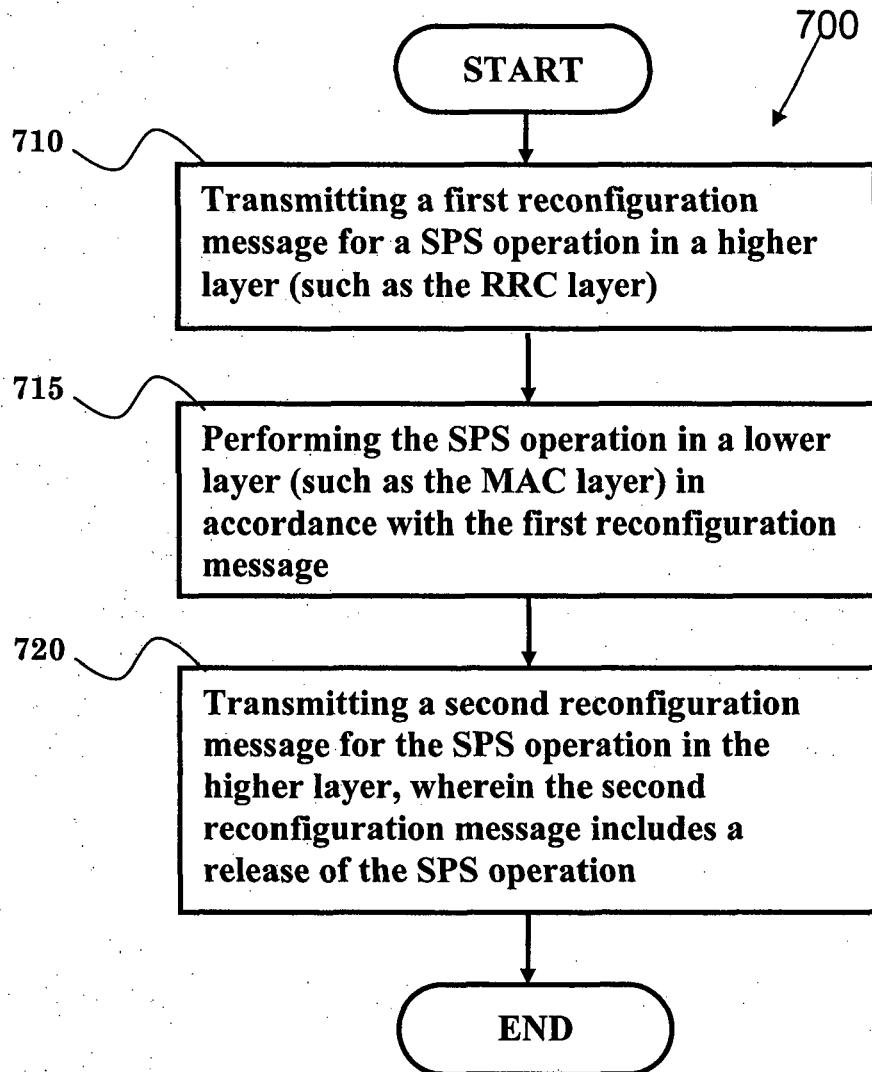 700
START
710
Transmitting a first reconfiguration
message for a SPS operation in a higher
layer (such as the RRC layer)
715
Performing the SPS operation in a lower
layer (such as the MAC layer) in
accordance with the first reconfiguration
message
720
Transmitting a second reconfiguration
message for the SPS operation in the
higher layer, wherein the second
reconfiguration message includes a
release of the SPS operation
END